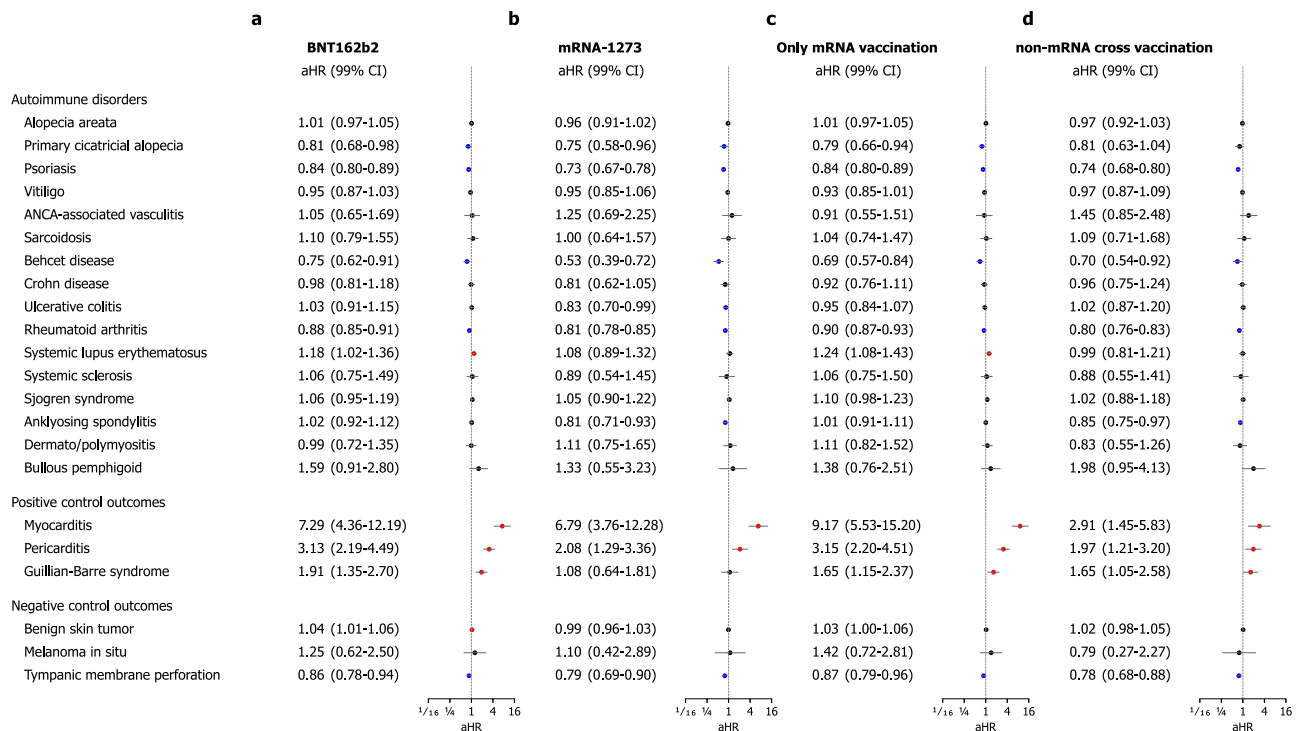 a b c d
BNT162b2 mRNA-1273 Only mRNA vaccination non-mRNA cross vaccination
aHR (99% CI) aHR (99% CI) aHR (99% CI) aHR (99% CI)
Autoimmune disorders
Alopecia areata 1.01 (0.97-1.05) 0.96 (0.91-1.02) 1.01 (0.97-1.05) 0.97 (0.92-1.03)
Primary cicatricial alopecia 0.81 (0.68-0.98) 0.75 (0.58-0.96) 0.79 (0.66-0.94) 0.81 (0.63-1.04)
Psoriasis 0.84 (0.80-0.89) 0.73 (0.67-0.78) 0.84 (0.80-0.89) 0.74 (0.68-0.80)
Vitiligo 0.95 (0.87-1.03) 0.95 (0.85-1.06) 0.93 (0.85-1.01) 0.97 (0.87-1.09)
ANCA-associated vasculitis 1.05 (0.65-1.69) 1.25 (0.69-2.25) 0.91 (0.55-1.51) 1.45 (0.85-2.48)
Sarcoidosis 1.10 (0.79-1.55) 1.00 (0.64-1.57) 1.04 (0.74-1.47) 1.09 (0.71-1.68)
Behcet disease 0.75 (0.62-0.91) 0.53 (0.39-0.72) 0.69 (0.57-0.84) 0.70 (0.54-0.92)
Crohn disease 0.98 (0.81-1.18) 0.81 (0.62-1.05) 0.92 (0.76-1.11) 0.96 (0.75-1.24)
Ulcerative colitis 1.03 (0.91-1.15) 0.83 (0.70-0.99) 0.95 (0.84-1.07) 1.02 (0.87-1.20)
Rheumatoid arthritis 0.88 (0.85-0.91) 0.81 (0.78-0.85) 0.90 (0.87-0.93) 0.80 (0.76-0.83)
Systemic lupus erythematosus 1.18 (1.02-1.36) 1.08 (0.89-1.32) 1.24 (1.08-1.43) 0.99 (0.81-1.21)
Systemic sclerosis 1.06 (0.75-1.49) 0.89 (0.54-1.45) 1.06 (0.75-1.50) 0.88 (0.55-1.41)
Sjogren syndrome 1.06 (0.95-1.19) 1.05 (0.90-1.22) 1.10 (0.98-1.23) 1.02 (0.88-1.18)
Anklyosing spondylitis 1.02 (0.92-1.12) 0.81 (0.71-0.93) 1.01 (0.91-1.11) 0.85 (0.75-0.97)
Dermato/polymyositis 0.99 (0.72-1.35) 1.11 (0.75-1.65) 1.11 (0.82-1.52) 0.83 (0.55-1.26)
Bullous pemphigoid 1.59 (0.91-2.80) 1.33 (0.55-3.23) 1.38 (0.76-2.51) 1.98 (0.95-4.13)
Positive control outcomes
Myocarditis 7.29 (4.36-12.19) 6.79 (3.76-12.28) 9.17 (5.53-15.20) 2.91 (1.45-5.83)
Pericarditis 3.13 (2.19-4.49) 2.08 (1.29-3.36) 3.15 (2.20-4.51) 1.97 (1.21-3.20)
Guillian-Barre syndrome 1.91 (1.35-2.70) 1.08 (0.64-1.81) 1.65 (1.15-2.37) 1.65 (1.05-2.58)
Negative control outcomes
Benign skin tumor 1.04 (1.01-1.06) 0.99 (0.96-1.03) 1.03 (1.00-1.06) 1.02 (0.98-1.05)
Melanoma in situ 1.25 (0.62-2.50) 1.10 (0.42-2.89) 1.42 (0.72-2.81) 0.79 (0.27-2.27)
Tympanic membrane perforation 0.86 (0.78-0.94) 0.79 (0.69-0.90) 0.87 (0.79-0.96) 0.78 (0.68-0.88)
1/16 ¼ 1 4 16 1/16 ¼ 1 4 16 1/16 ¼ 1 4 16 1/16 ¼ 1 4 16
aHR aHR aHR aHR